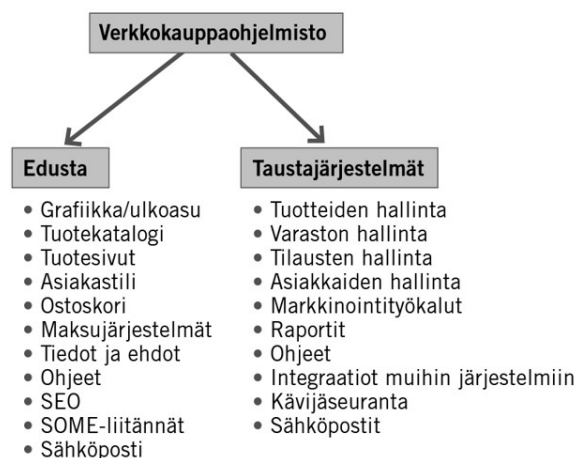 Verkkokauppaohjelmisto
Edusta
• Grafiikka/ulkoasu
• Tuotekatalogi
• Tuotesivut
• Asiakastili
• Ostoskori
• Maksujärjestelmät
• Tiedot ja ehdot
• Ohjeet
• SEO
• SOME-liitännät
• Sähköposti
Taustajärjestelmät
• Tuotteiden hallinta
• Varaston hallinta
• Tilausten hallinta
• Asiakkaiden hallinta
• Markkinointityökalut
• Raportit
• Ohjeet
• Integraatiot muihin järjestelmiin
• Kävijäseuranta
• Sähköpostit